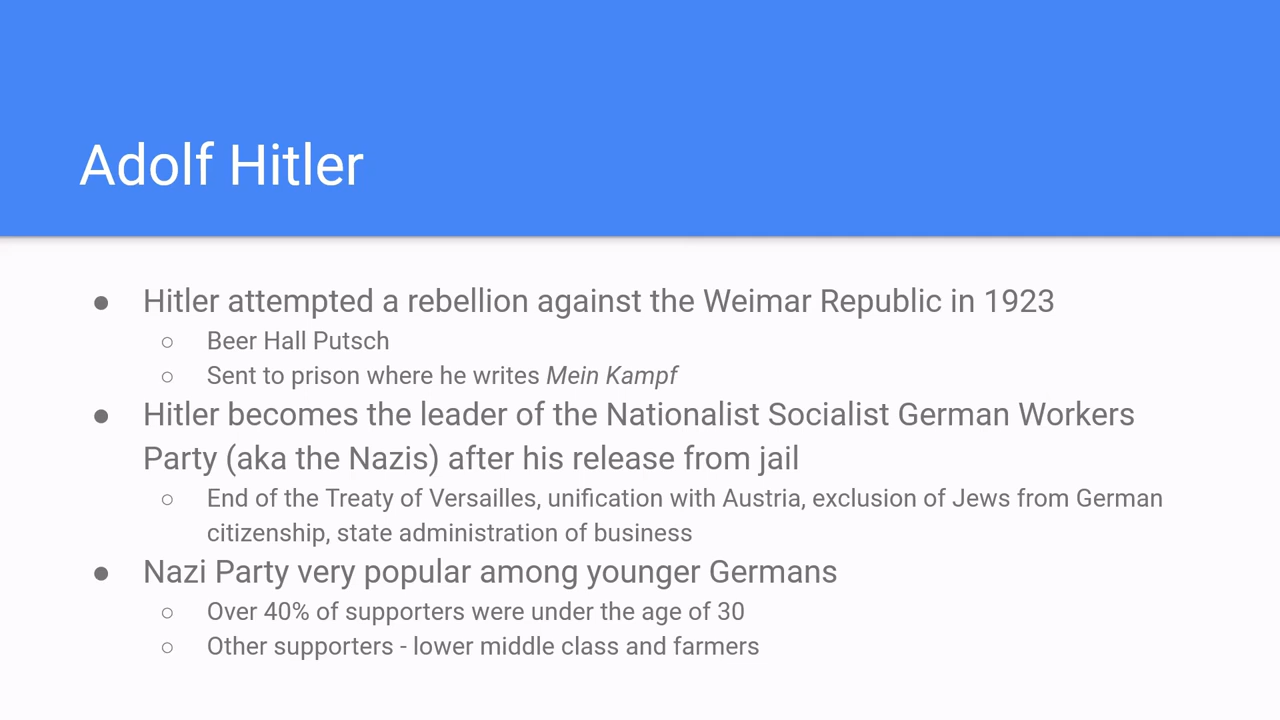 Adolf Hitler
● Hitler attempted a rebellion against the Weimar Republic in 1923
○ Beer Hall Putsch
○ Sent to prison where he writes Mein Kampf
● Hitler becomes the leader of the Nationalist Socialist German Workers
Party (aka the Nazis) after his release from jail
○ End of the Treaty of Versailles, unification with Austria, exclusion of Jews from German
citizenship, state administration of business
● Nazi Party very popular among younger Germans
○ Over 40% of supporters were under the age of 30
○ Other supporters - lower middle class and farmers